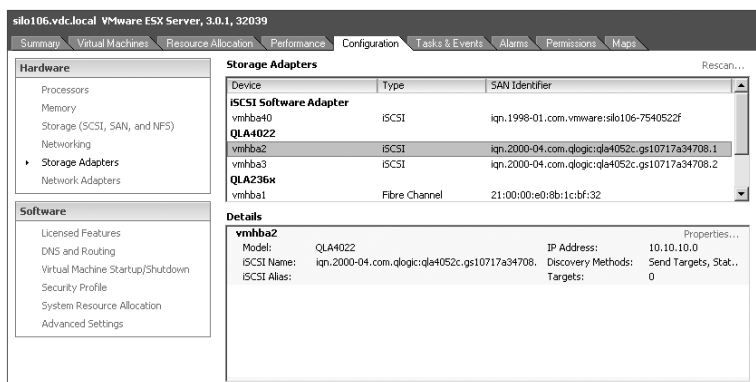 silo106.vdc.local VMware ESX Server, 3.0.1, 32039
Summary Virtual Machines Resource Allocation Performance Configuration Tasks & Events Alarms Permissions Maps
Hardware
Processors
Memory
Storage (SCSI, SAN, and NFS)
Networking
Storage Adapters
Network Adapters
Software
Licensed Features
DNS and Routing
Virtual Machine Startup/Shutdown
Security Profile
System Resource Allocation
Advanced Settings
Storage Adapters Rescan...
Device Type SAN Identifier
iSCSI Software Adapter
vmhba40 iSCSI iqn.1998-01.com.vmware:silo106-7540522f
QLA4022
vmhba2 iSCSI iqn.2000-04.com.qlogic:qla4052c.gs10717a34708.1
vmhba3 iSCSI iqn.2000-04.com.qlogic:qla4052c.gs10717a34708.2
QLA236x
vmhba1 Fibre Channel 21:00:00:e0:8b:1c:bf:32
Details
vmhba2 Properties...
Model: QLA4022 IP Address: 10.10.10.0
iSCSI Name: iqn.2000-04.com.qlogic:qla4052c.gs10717a34708. Discovery Methods: Send Targets, Stat..
iSCSI Alias: Targets: 0